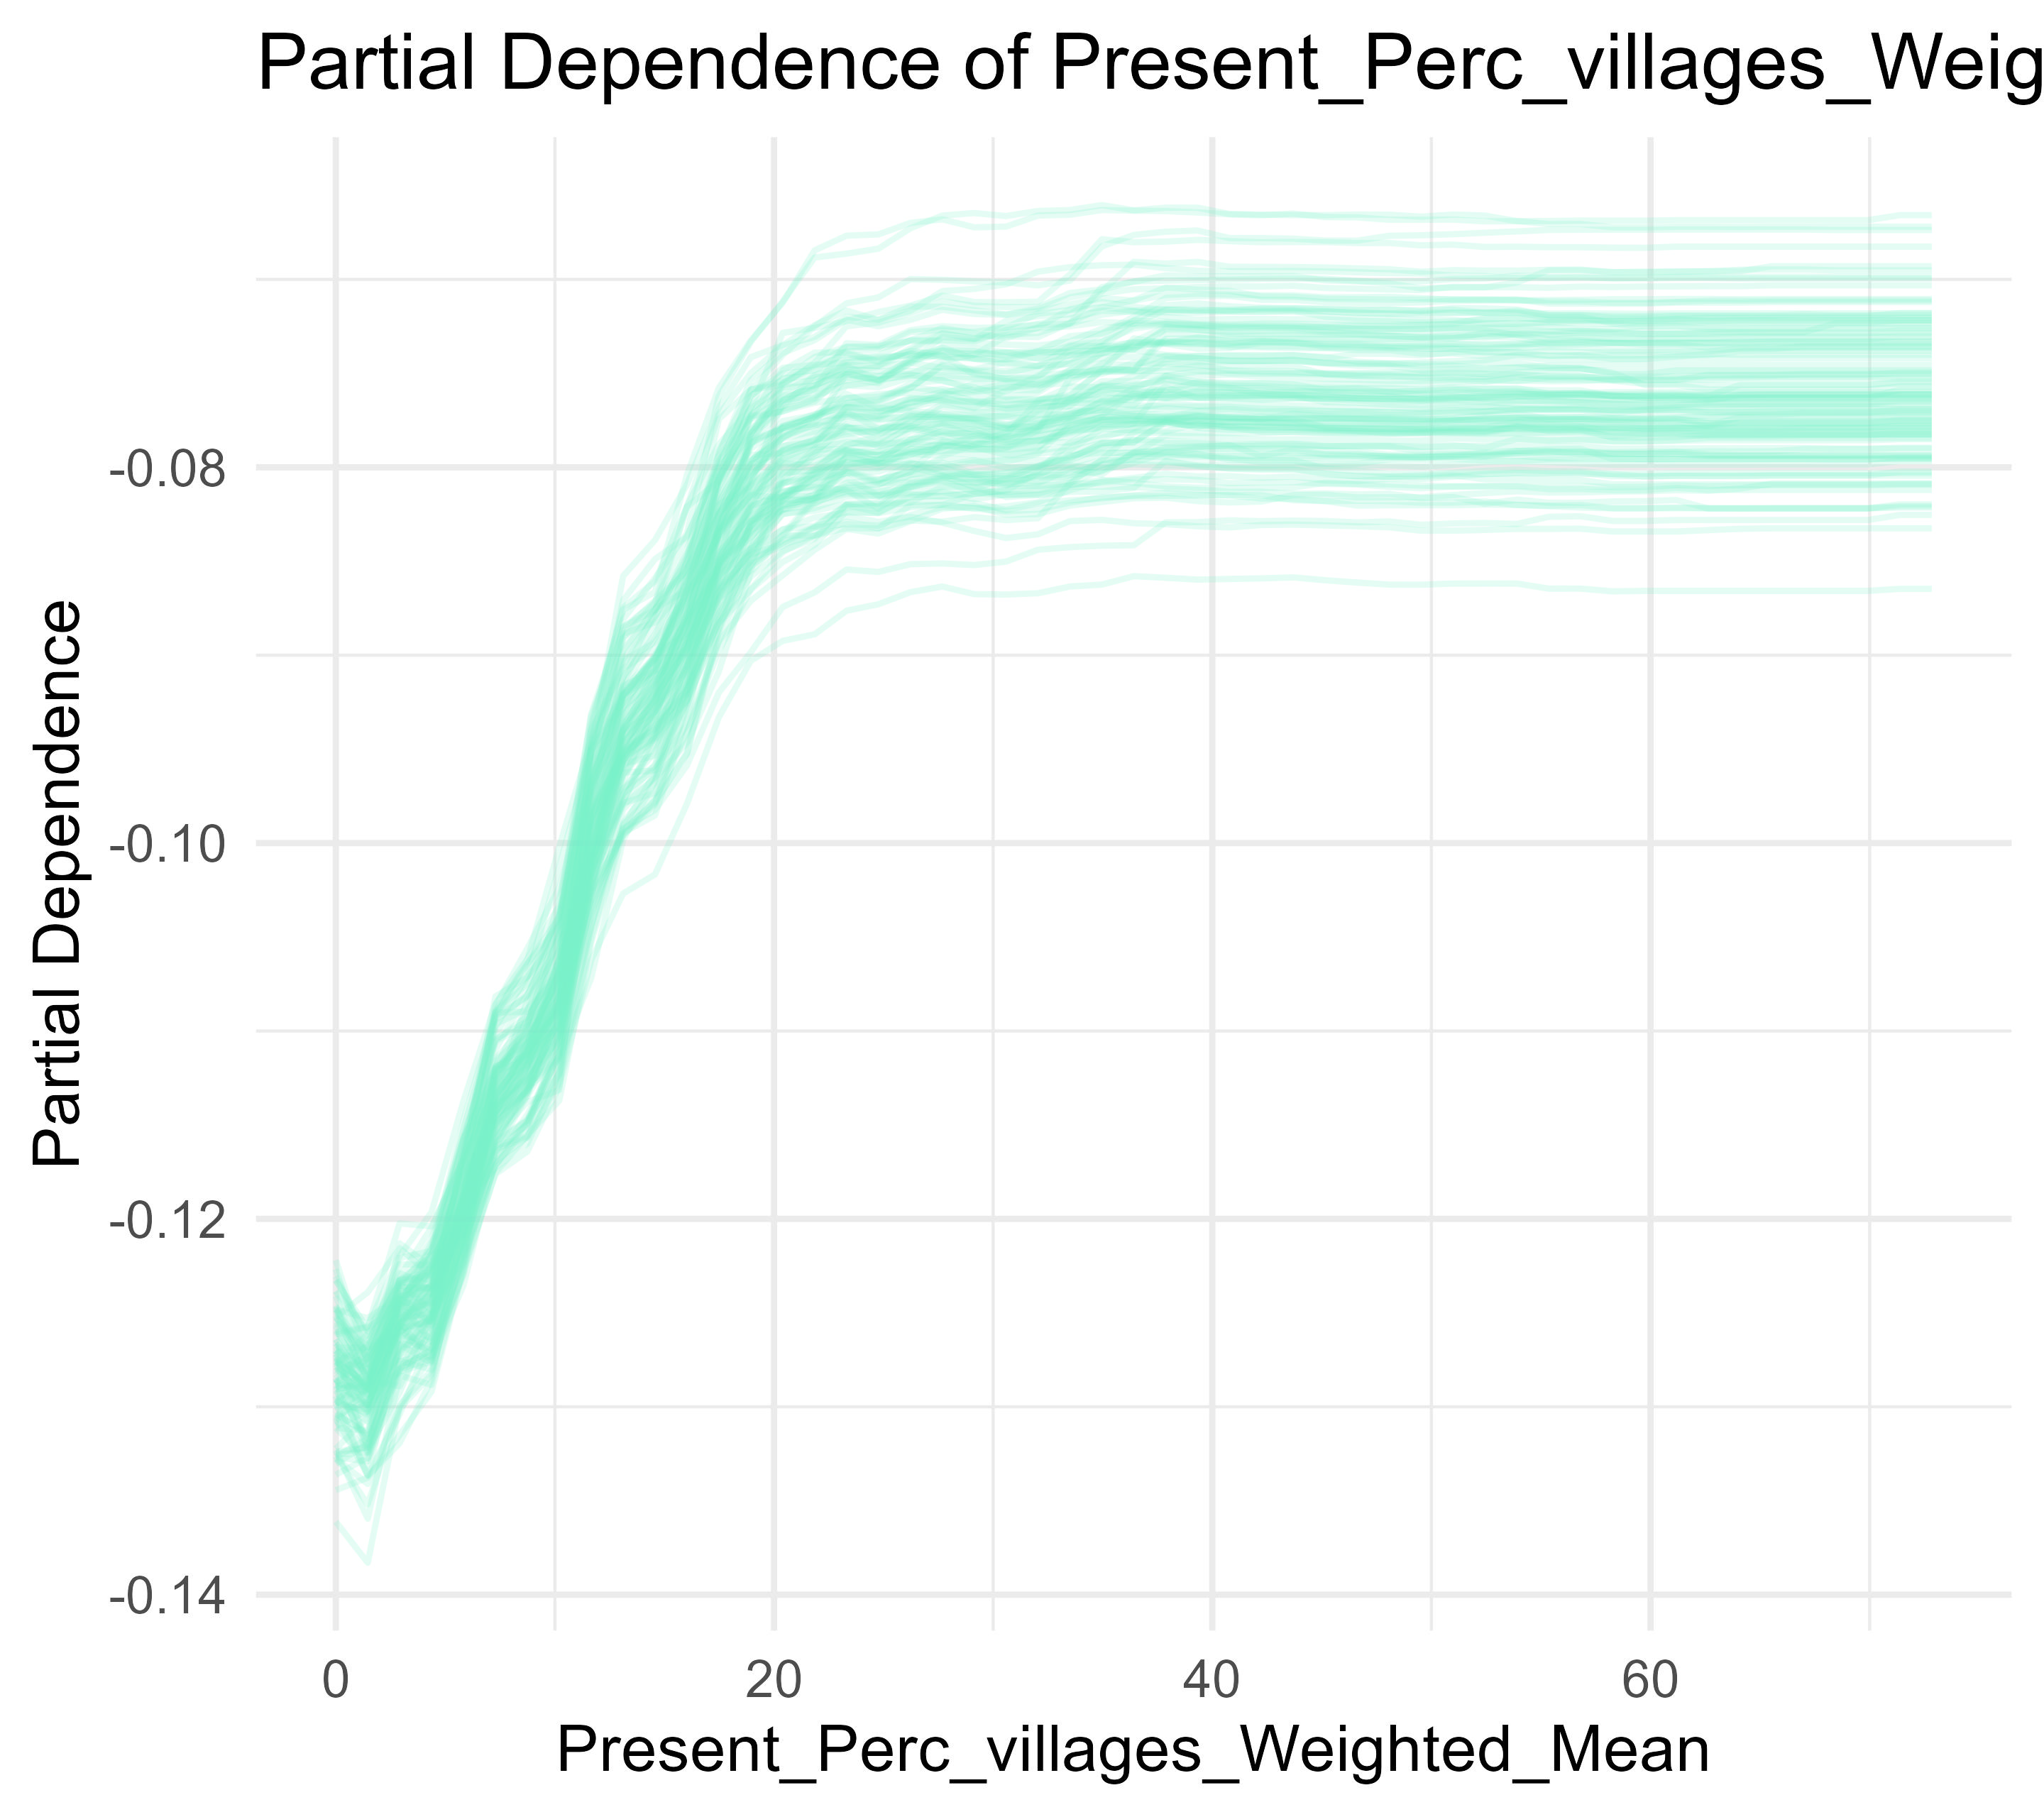 Partial Dependence of Present_Perc_villages_Weig
-0.08
-0.10
-0.12
-0.14
Partial Dependence
0 20 40 60
Present_Perc_villages_Weighted_Mean